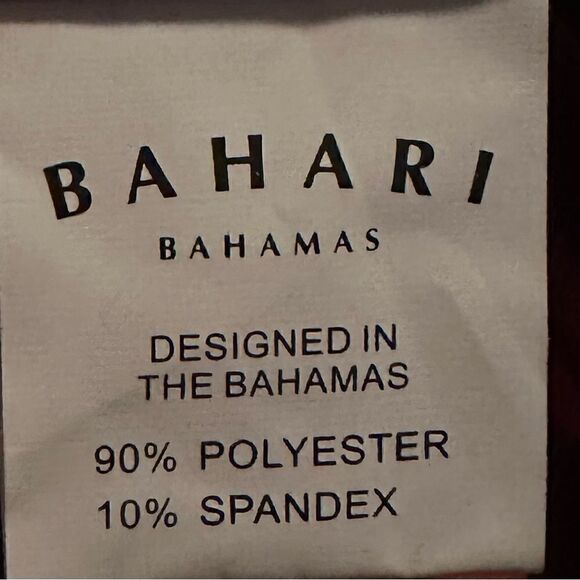 BAHARI
BAHAMAS
DESIGNED IN
THE BAHAMAS
90% POLYESTER
10% SPANDEX